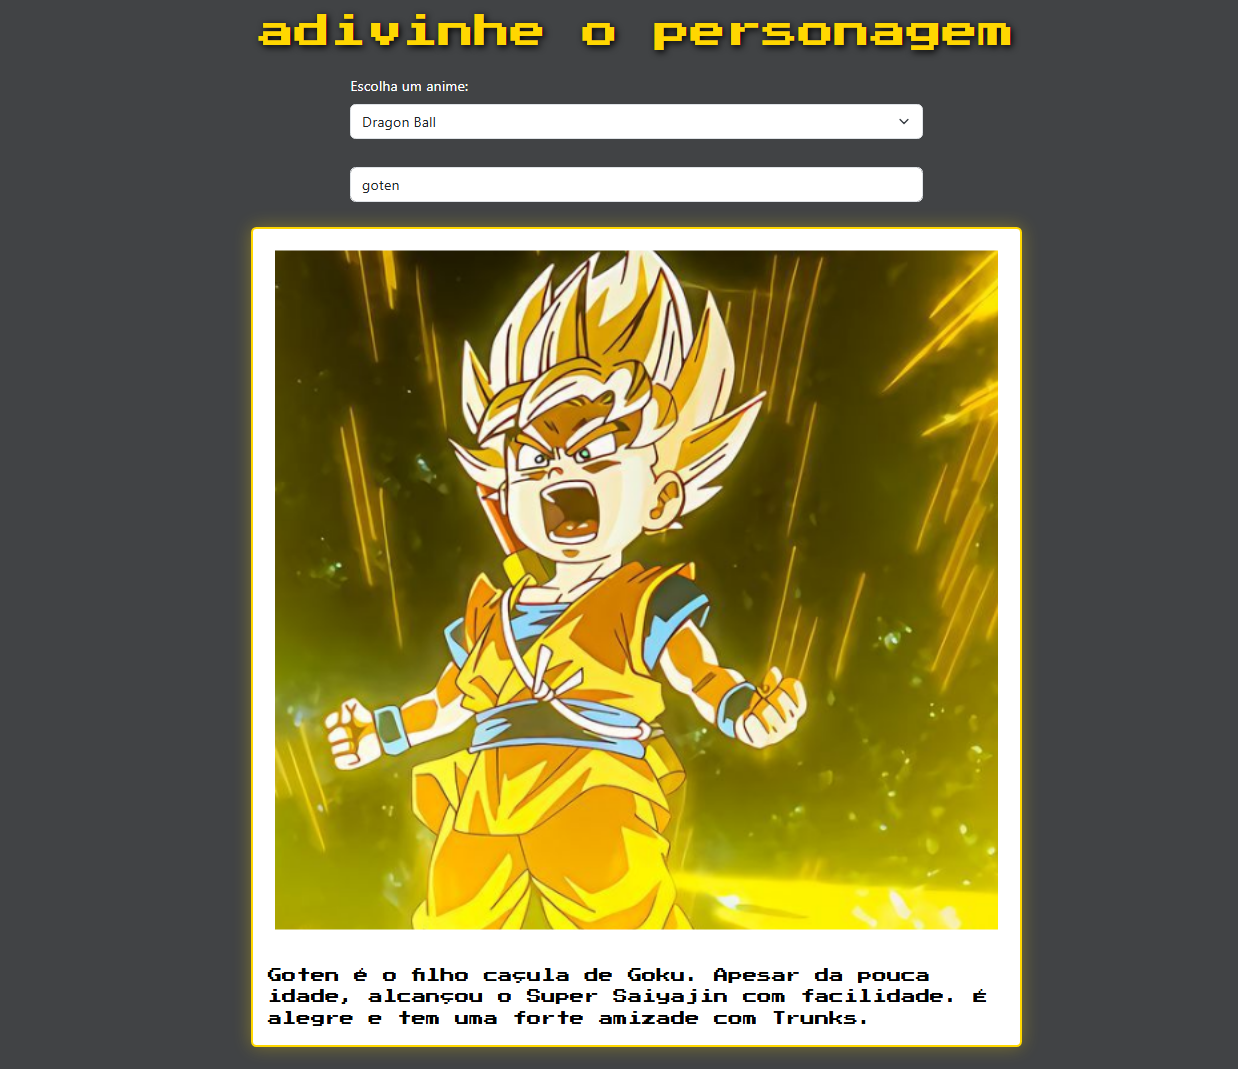 adivinhe o personagem
Escolha um anime:
Dragon Ball
goten
Goten é o filho caçula de Goku. Apesar da pouca
idade, alcançou o Super Saiyajin com facilidade. É
alegre e tem uma forte amizade com Trunks.